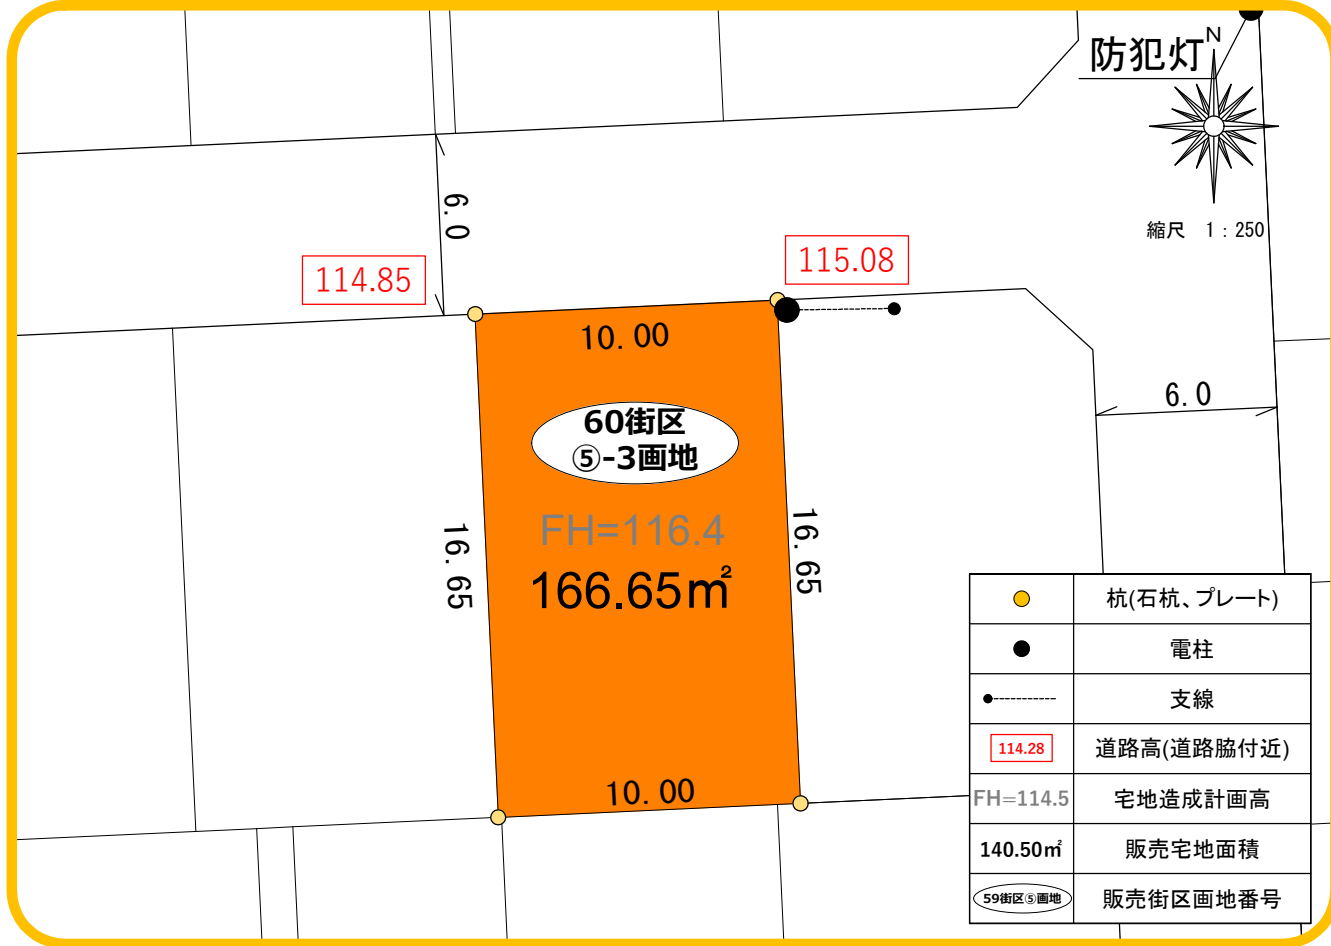 防犯灯
N
縮尺 1：250
6.0
114.85
115.08
10.00
6.0
60街区
⑤-3画地
FH=116.4
166.65㎡
16.65
16.65
10.00
杭(石杭、プレート)
電柱
支線
114.28 道路高(道路脇付近)
FH=114.5 宅地造成計画高
140.50㎡ 販売宅地面積
59街区⑤画地 販売街区画地番号